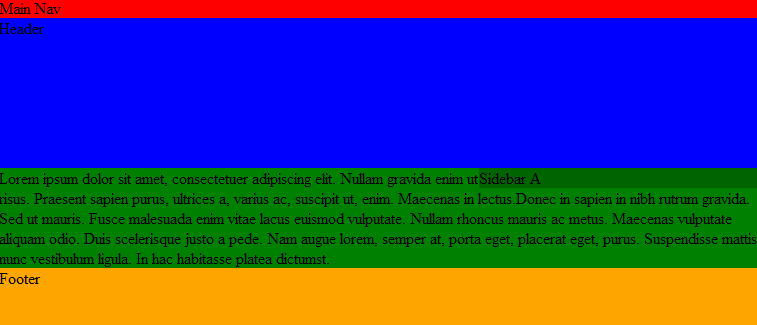 Main Nav
Header
Lorem ipsum dolor sit amet, consectetuer adipiscing elit. Nullam gravida enim ut Sidebar A
risus. Praesent sapien purus, ultrices a, varius ac, suscipit ut, enim. Maecenas in lectus.Donec in sapien in nibh rutrum gravida.
Sed ut mauris. Fusce malesuada enim vitae lacus euismod vulputate. Nullam rhoncus mauris ac metus. Maecenas vulputate
aliquam odio. Duis scelerisque justo a pede. Nam augue lorem, semper at, porta eget, placerat eget, purus. Suspendisse mattis
nunc vestibulum ligula. In hac habitasse platea dictumst.
Footer